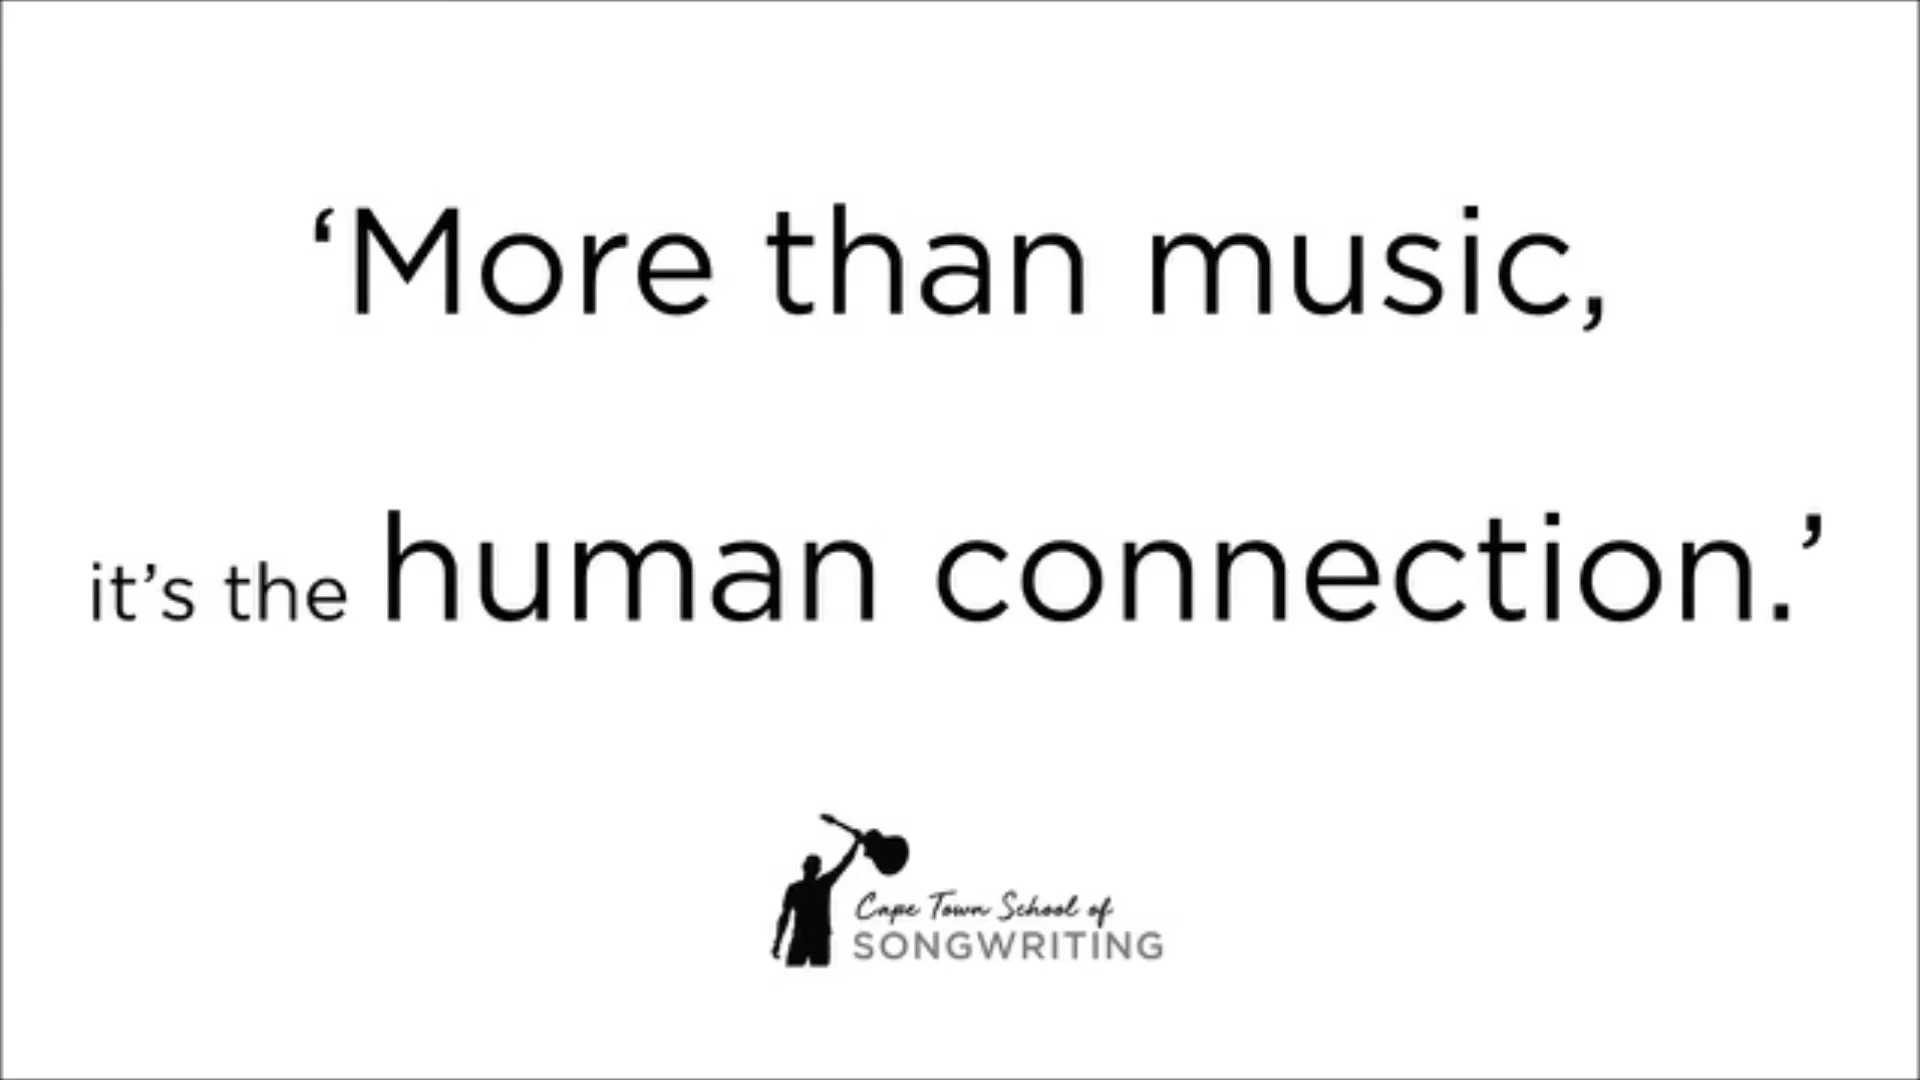 ‘More than music,
it’s the human connection.’
Cape Town School of
SONGWRITING